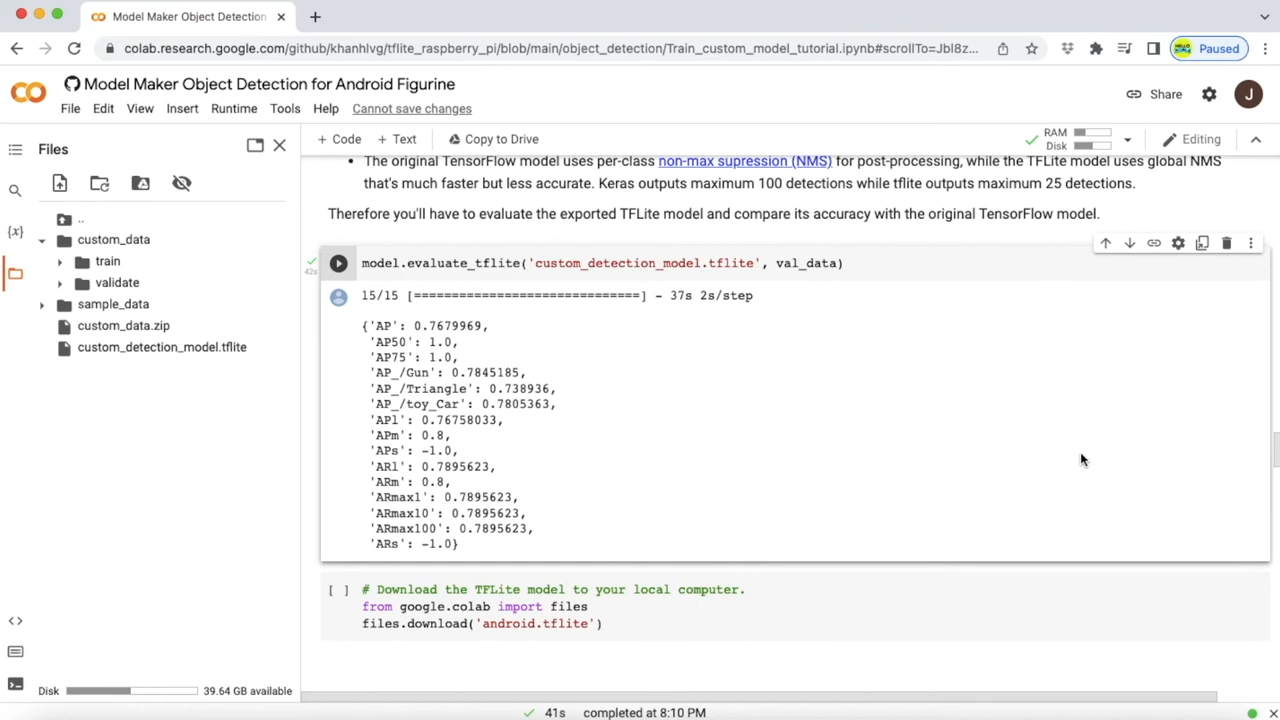 Model Maker Object Detection
colab.research.google.com/github/khanhlvg/tflite_raspberry_pi/blob/main/object_detection/Train_custom_model_tutorial.ipynb#scrollTo=Jbl8z...
Paused
Model Maker Object Detection for Android Figurine
File Edit View Insert Runtime Tools Help Cannot save changes
Share
J
Files
+ Code + Text Copy to Drive
RAM
Disk
Editing
..
custom_data
train
validate
sample_data
custom_data.zip
custom_detection_model.tflite
Disk 39.64 GB available
• The original TensorFlow model uses per-class non-max supression (NMS) for post-processing, while the TFLite model uses global NMS
that's much faster but less accurate. Keras outputs maximum 100 detections while tflite outputs maximum 25 detections.
Therefore you'll have to evaluate the exported TFLite model and compare its accuracy with the original TensorFlow model.
42s
model.evaluate_tflite('custom_detection_model.tflite', val_data)
15/15 [==============================] - 37s 2s/step
{'AP': 0.7679969,
'AP50': 1.0,
'AP75': 1.0,
'AP_/Gun': 0.7845185,
'AP_/Triangle': 0.738936,
'AP_/toy_Car': 0.7805363,
'APl': 0.76758033,
'APm': 0.8,
'APs': -1.0,
'ARl': 0.7895623,
'ARm': 0.8,
'ARmax1': 0.7895623,
'ARmax10': 0.7895623,
'ARmax100': 0.7895623,
'ARs': -1.0}
[ ] # Download the TFLite model to your local computer.
from google.colab import files
files.download('android.tflite')
41s completed at 8:10 PM